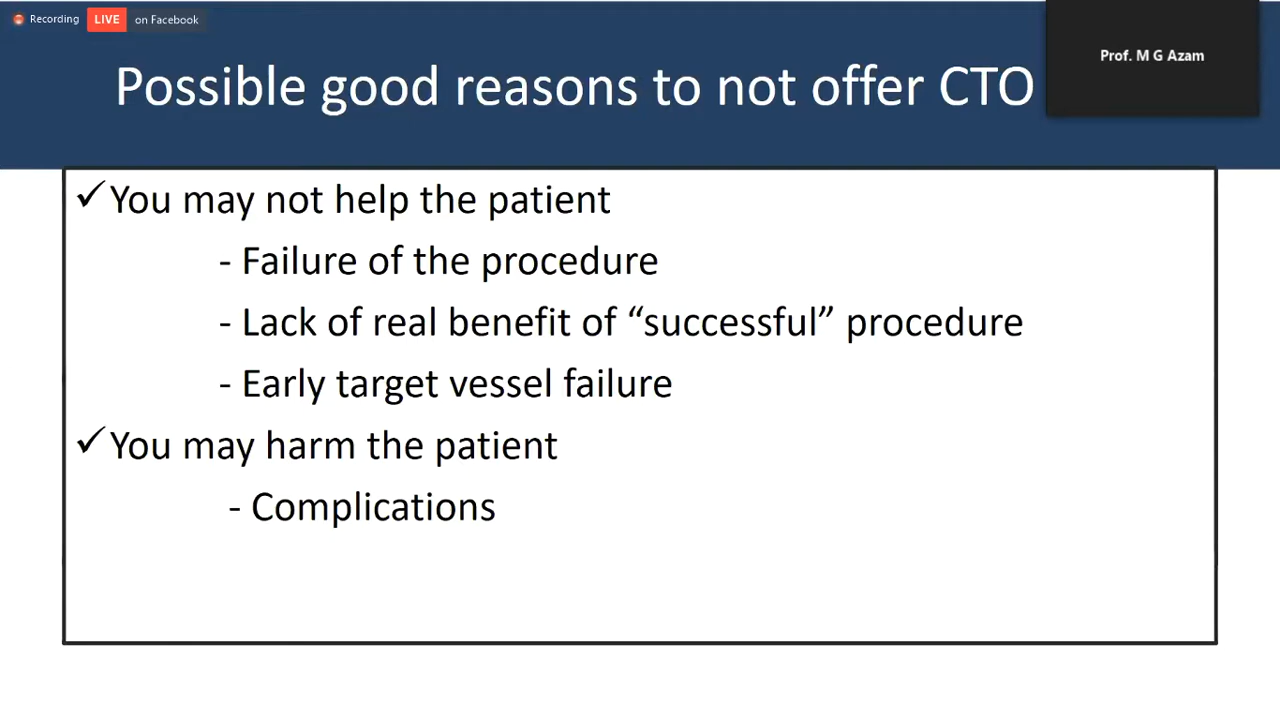 Recording LIVE on Facebook
Prof. M G Azam
Possible good reasons to not offer CTO
✓You may not help the patient
- Failure of the procedure
- Lack of real benefit of “successful” procedure
- Early target vessel failure
✓You may harm the patient
- Complications